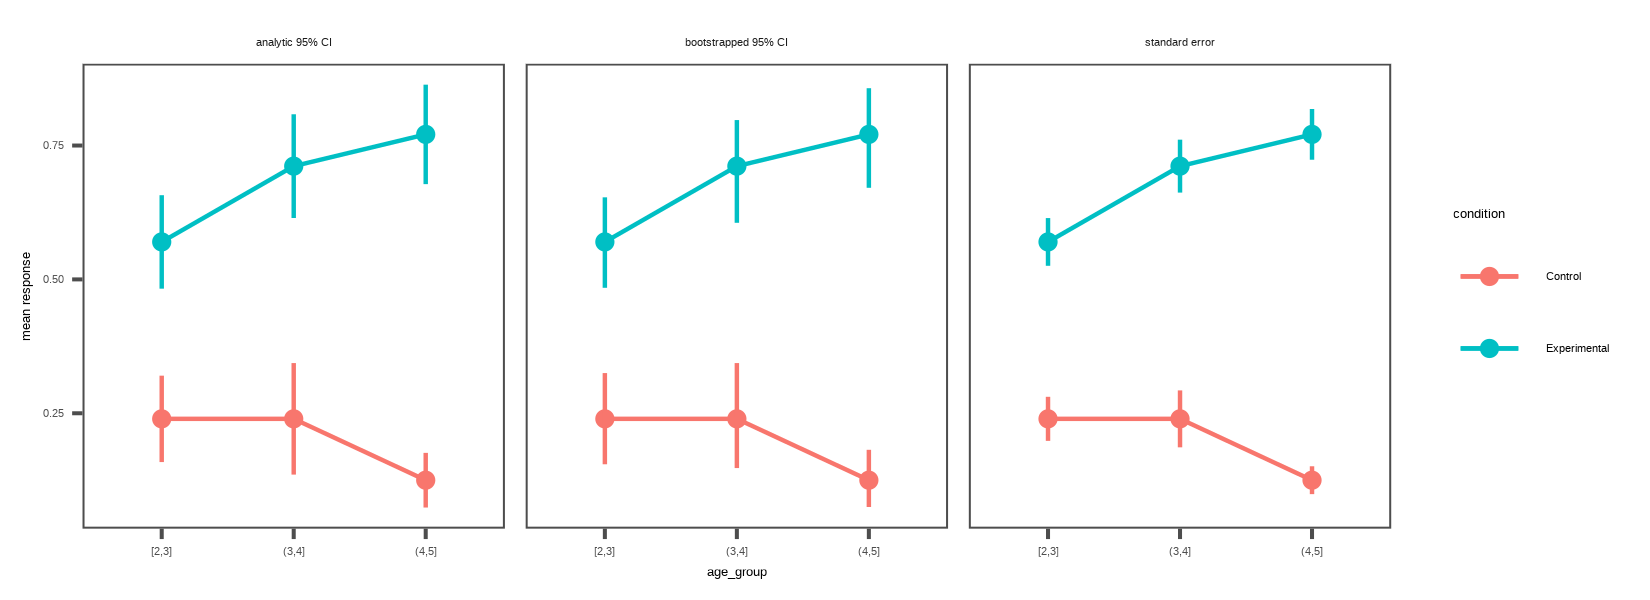 analytic 95% CI
bootstrapped 95% CI
standard error
0.75
0.50
0.25
mean response
[2,3]
(3,4]
(4,5]
[2,3]
(3,4]
(4,5]
[2,3]
(3,4]
(4,5]
age_group
condition
Control
Experimental